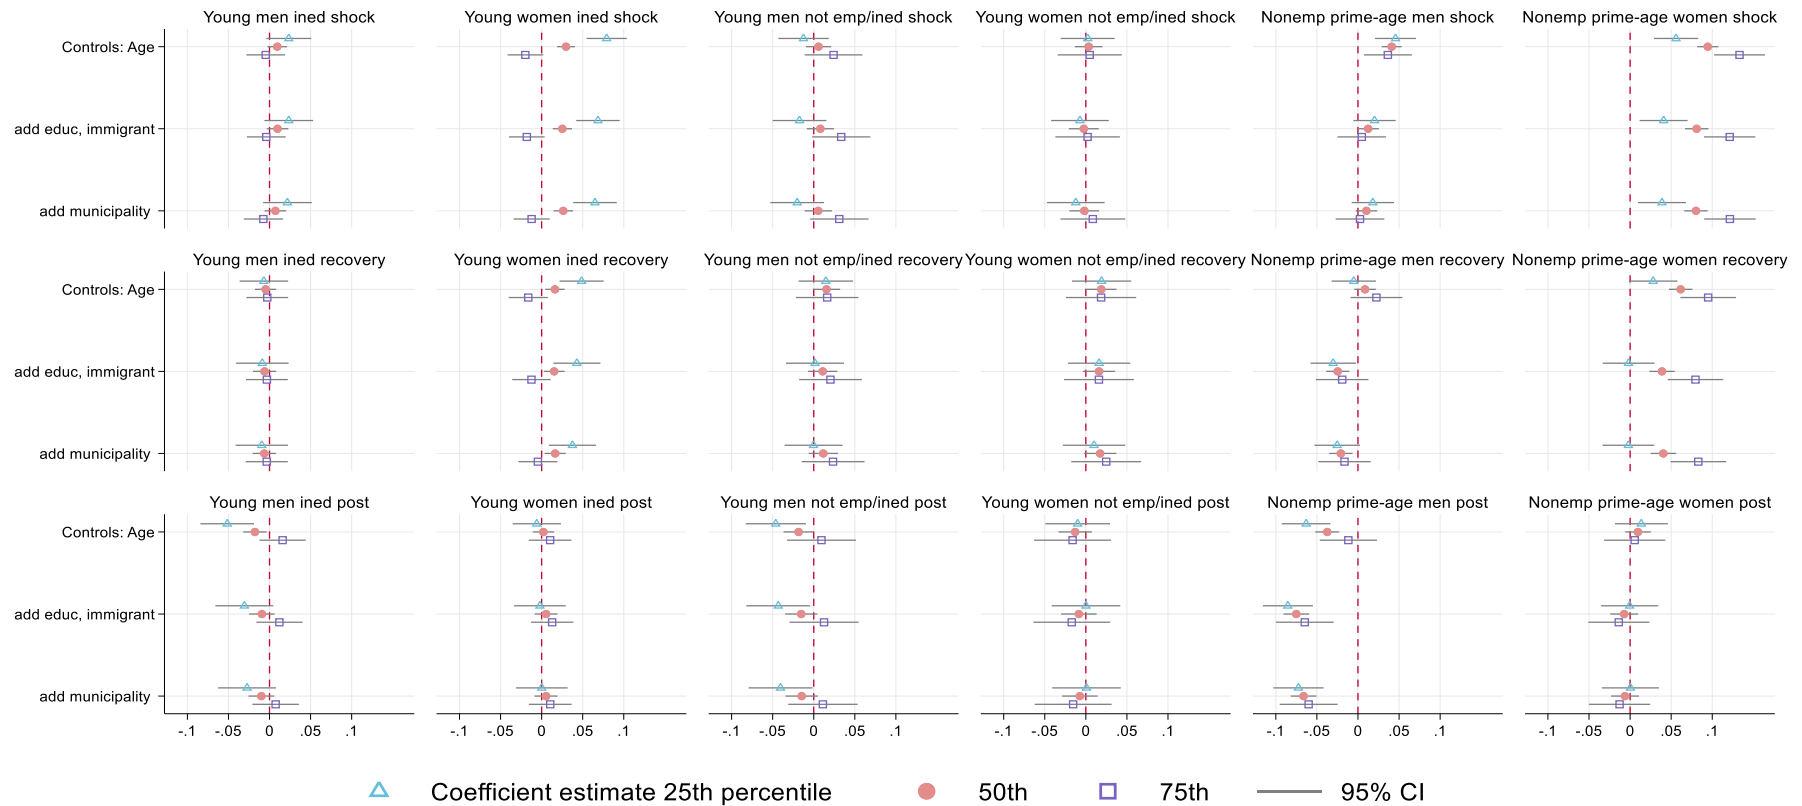 Young men ined shock Young women ined shock Young men not emp/ined shock Young women not emp/ined shock Nonemp prime-age men shock Nonemp prime-age women shock
Controls: Age
add educ, immigrant
add municipality
Young men ined recovery Young women ined recovery Young men not emp/ined recovery Young women not emp/ined recovery Nonemp prime-age men recovery Nonemp prime-age women recovery
Controls: Age
add educ, immigrant
add municipality
Young men ined post Young women ined post Young men not emp/ined post Young women not emp/ined post Nonemp prime-age men post Nonemp prime-age women post
Controls: Age
add educ, immigrant
add municipality
-.1 -.05 0 .05 .1 -.1 -.05 0 .05 .1 -.1 -.05 0 .05 .1 -.1 -.05 0 .05 .1 -.1 -.05 0 .05 .1 -.1 -.05 0 .05 .1
Coefficient estimate 25th percentile 50th 75th 95% CI